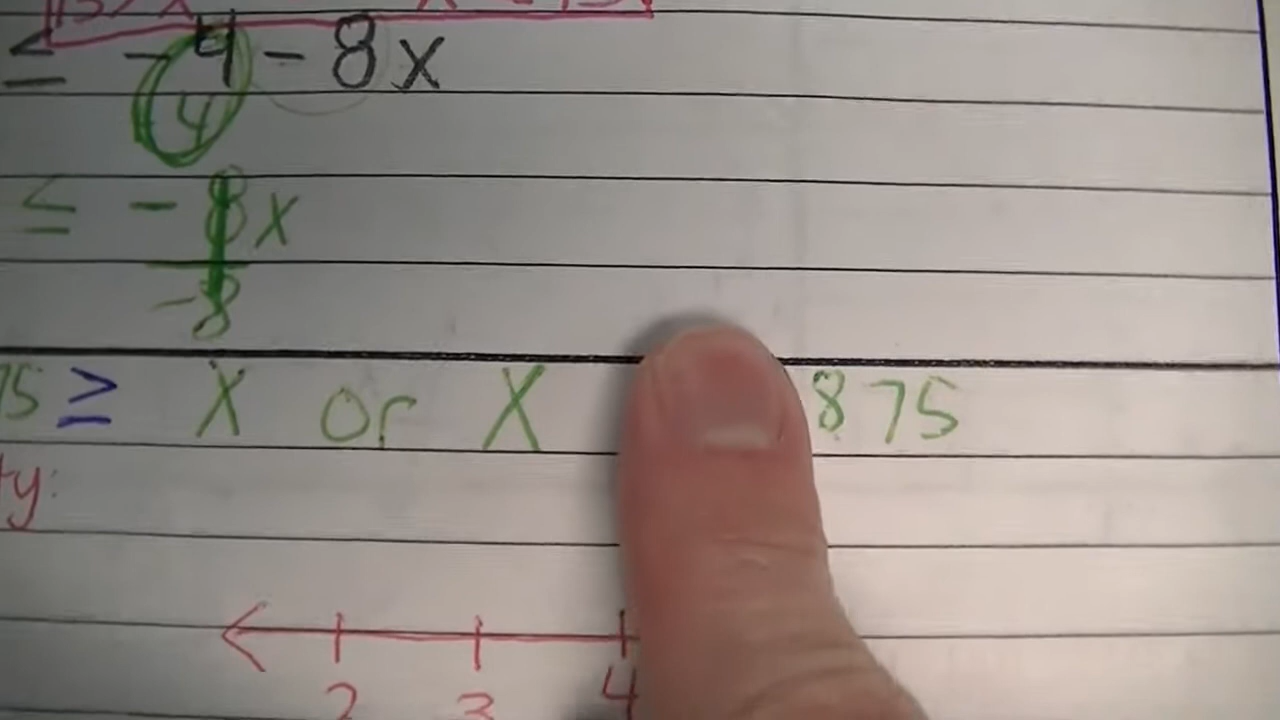 ≤ -4 - 8x
4
≤ -8x
-8
75 ≥ X or X 875
ty:
2 3 4